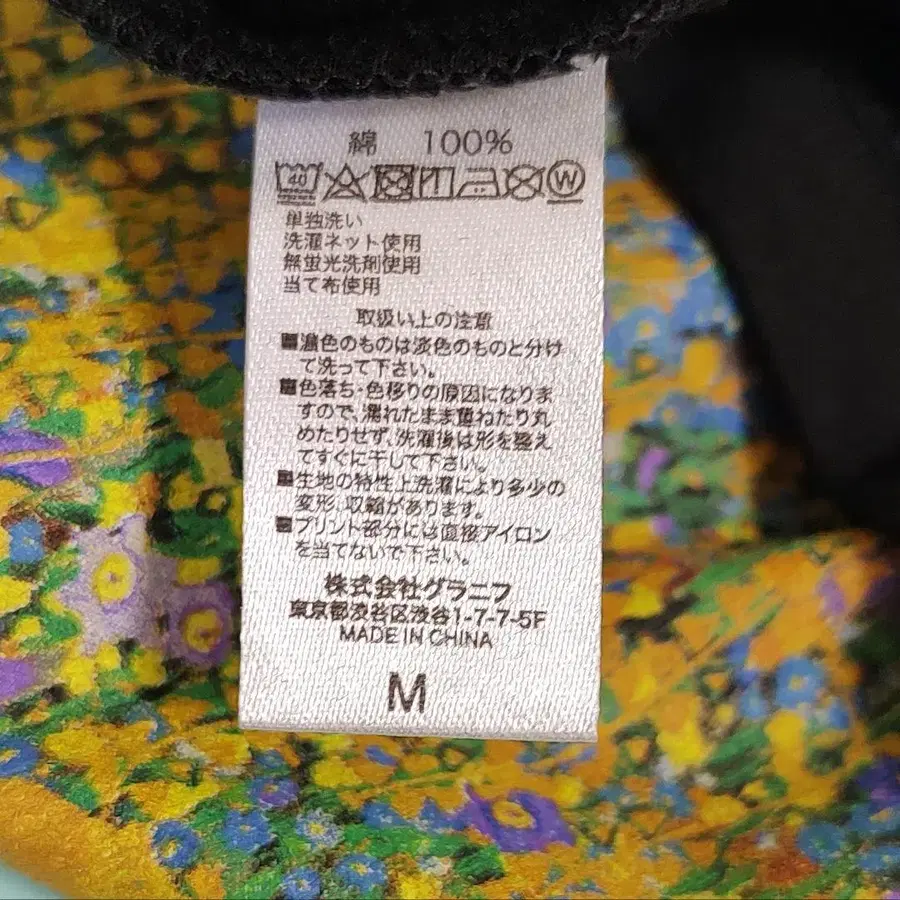 綿 100%
40 W
単独洗い
洗濯ネット使用
無蛍光洗剤使用
当て布使用
取扱い上の注意
■濃色のものは淡色のものと分け
て洗って下さい。
■色落ち・色移りの原因になりま
すので、濡れたまま重ねたり丸
めたりせず、洗濯後は形を整え
てすぐに干して下さい。
■生地の特性上洗濯により多少の
変形、収縮があります。
■プリント部分には直接アイロン
を当てないで下さい。
株式会社グラニフ
東京都渋谷区渋谷1-7-7-5F
MADE IN CHINA
M